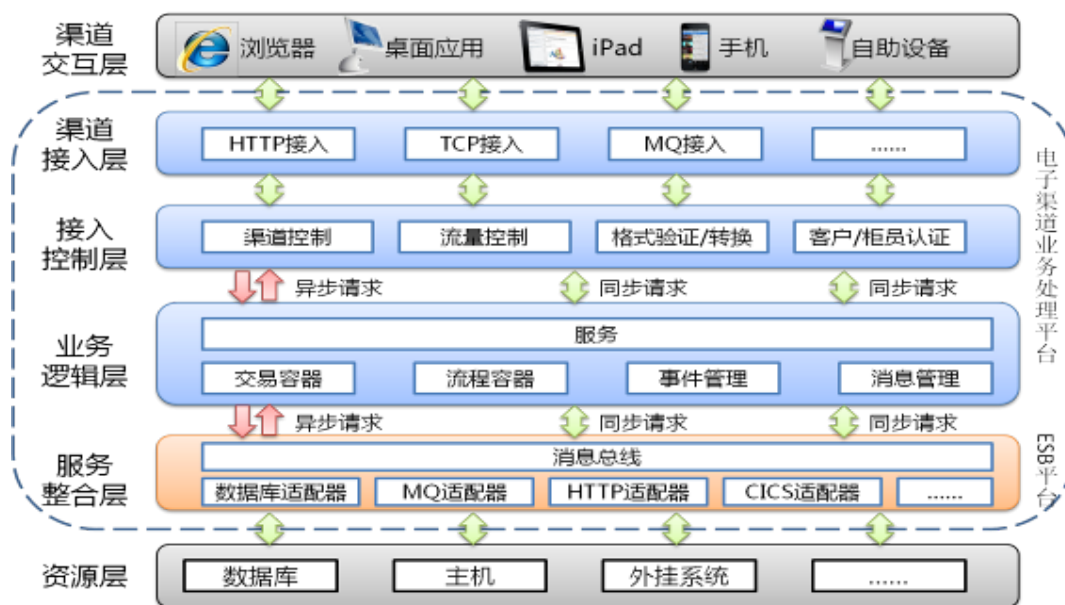 渠道
交互层
浏览器
桌面应用
iPad
手机
自助设备
渠道
接入层
HTTP接入
TCP接入
MQ接入
......
接入
控制层
渠道控制
流量控制
格式验证/转换
客户/柜员认证
异步请求
同步请求
同步请求
业务
逻辑层
服务
交易容器
流程容器
事件管理
消息管理
异步请求
同步请求
同步请求
服务
整合层
消息总线
数据库适配器
MQ适配器
HTTP适配器
CICS适配器
......
资源层
数据库
主机
外挂系统
......
电子渠道业务处理平台
ESB平台